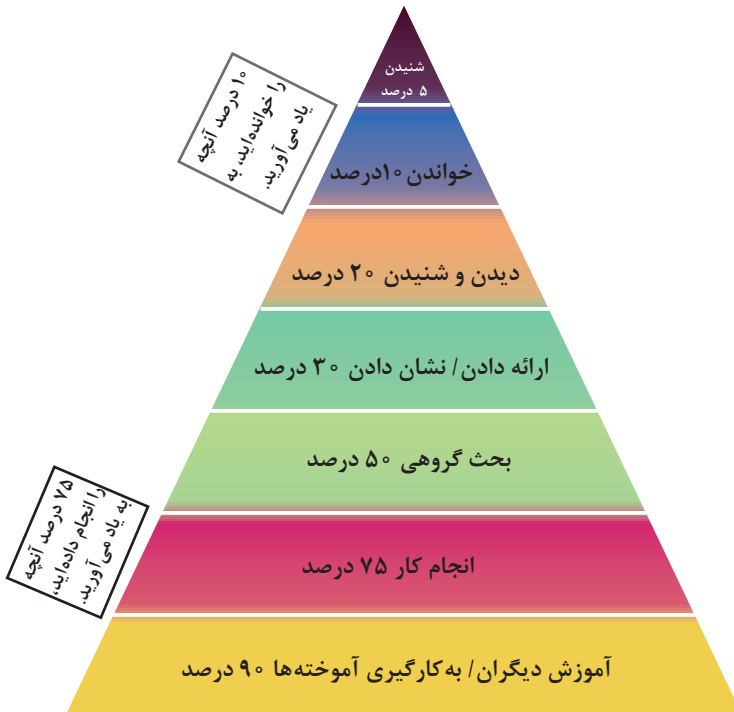 شنیدن
۵ درصد
۱۰ درصد آنچه
را خوانده‌اید، به
یاد می‌آورید.
خواندن ۱۰درصد
دیدن و شنیدن ۲۰ درصد
ارائه دادن/ نشان دادن ۳۰ درصد
بحث گروهی ۵۰ درصد
۷۵ درصد آنچه
را انجام داده‌اید،
به یاد می‌آورید.
انجام کار ۷۵ درصد
آموزش دیگران/ به‌کارگیری آموخته‌ها ۹۰ درصد